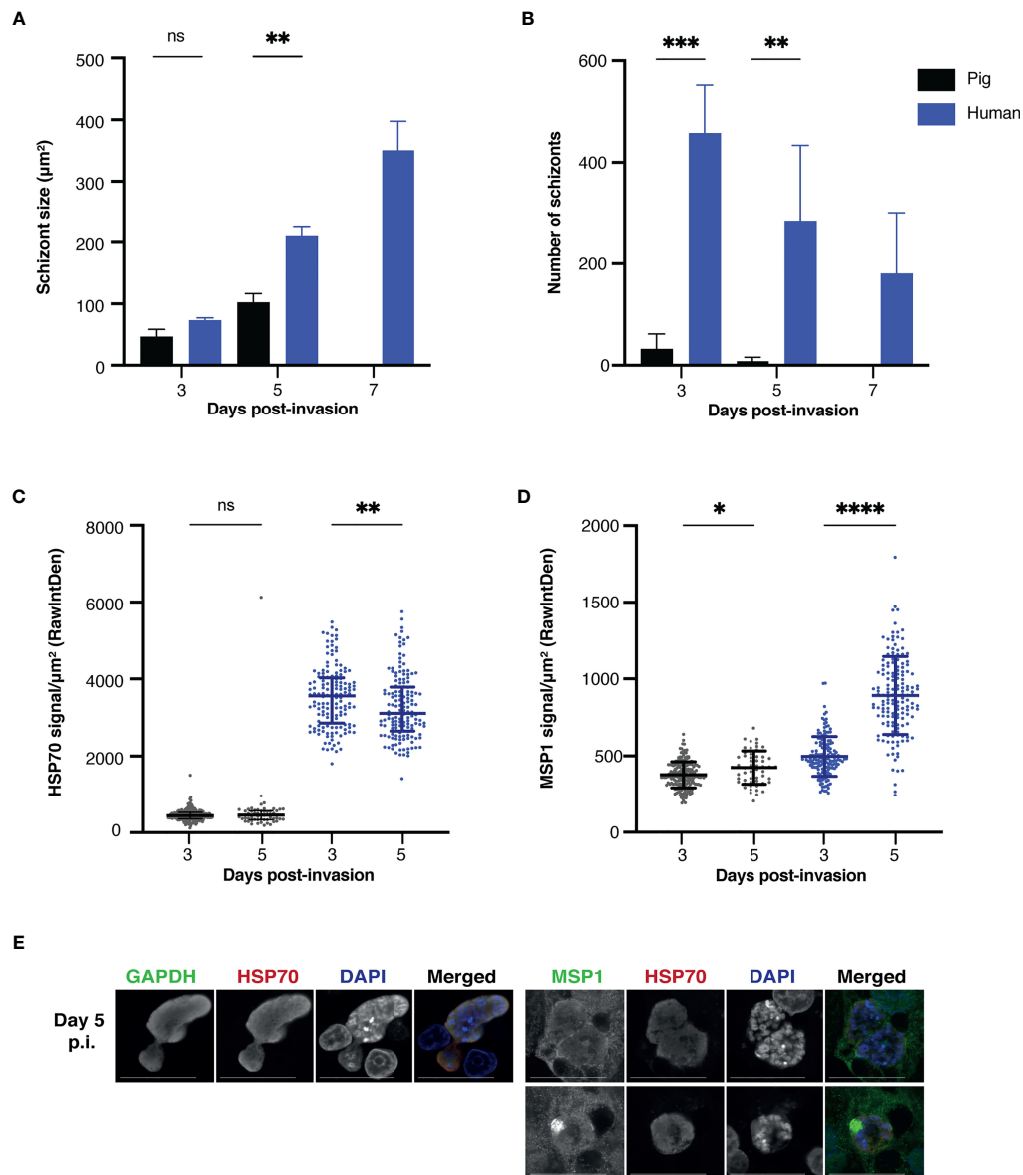 A
ns
**
500
400
300
200
100
0
Schizont size (µm²)
3
5
7
Days post-invasion
B
***
**
600
400
200
0
Number of schizonts
3
5
7
Days post-invasion
Pig
Human
C
ns
**
8000
6000
4000
2000
0
HSP70 signal/µm² (RawIntDen)
3
5
3
5
Days post-invasion
D
*
****
2000
1500
1000
500
0
MSP1 signal/µm² (RawIntDen)
3
5
3
5
Days post-invasion
E
GAPDH HSP70 DAPI Merged
MSP1 HSP70 DAPI Merged
Day 5
p.i.